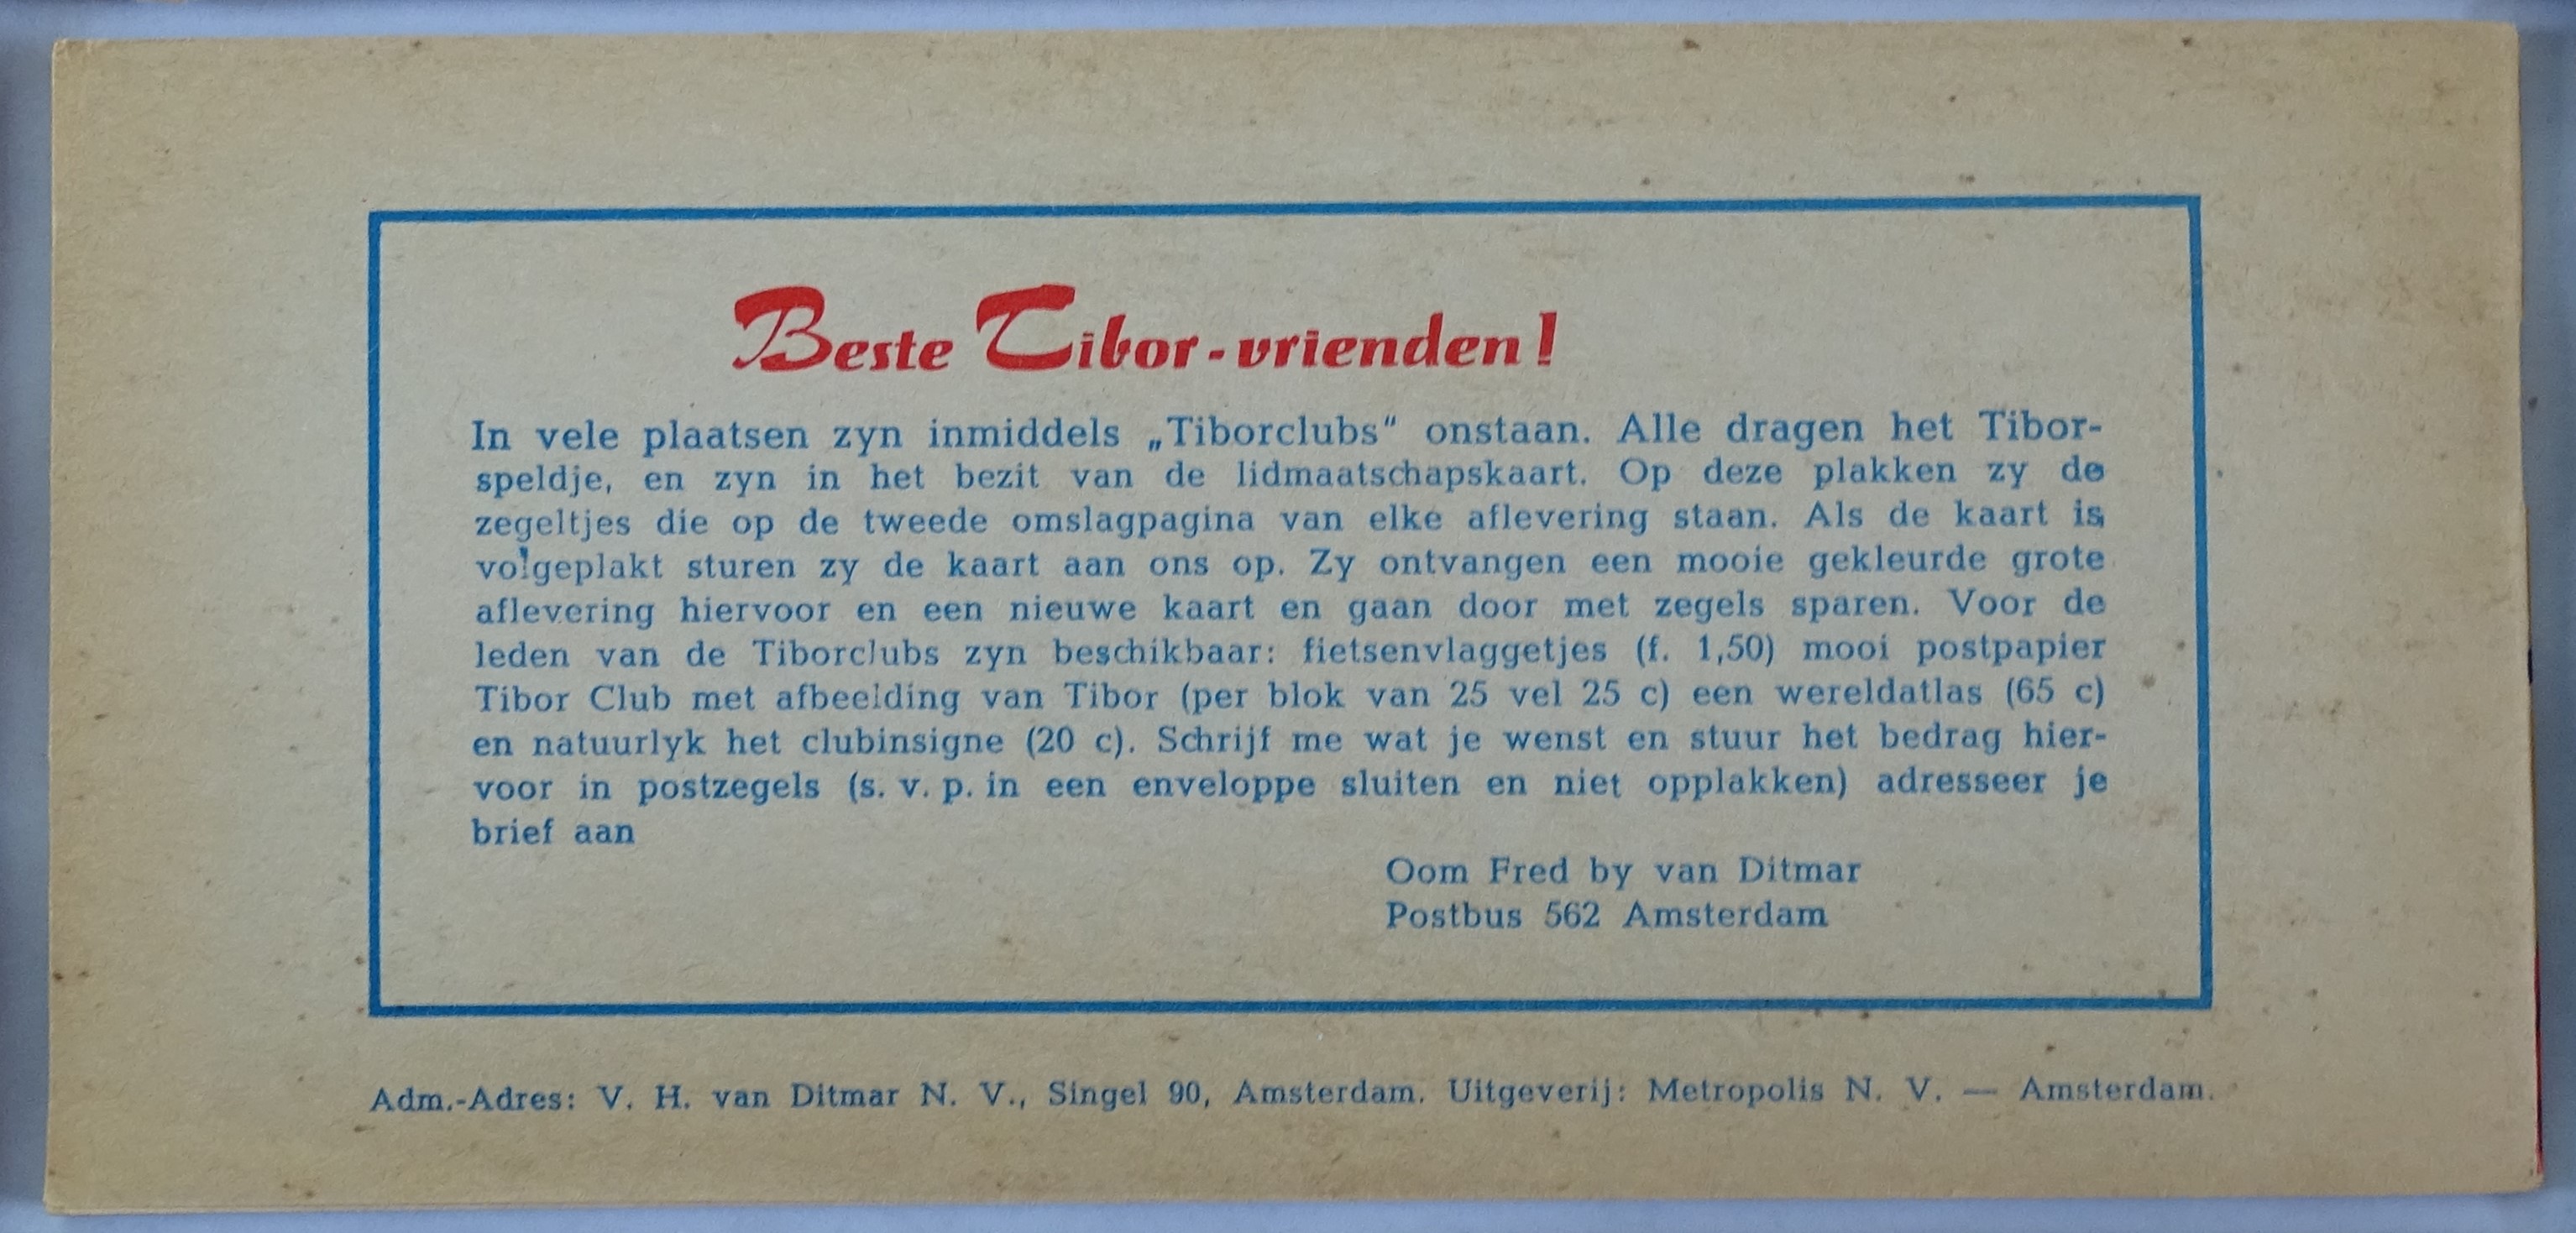 Beste Tibor-vrienden!
In vele plaatsen zyn inmiddels „Tiborclubs" onstaan. Alle dragen het Tibor-
speldje, en zyn in het bezit van de lidmaatschapskaart. Op deze plakken zy de
zegeltjes die op de tweede omslagpagina van elke aflevering staan. Als de kaart is
volgeplakt sturen zy de kaart aan ons op. Zy ontvangen een mooie gekleurde grote
aflevering hiervoor en een nieuwe kaart en gaan door met zegels sparen. Voor de
leden van de Tiborclubs zyn beschikbaar: fietsenvlaggetjes (f. 1,50) mooi postpapier
Tibor Club met afbeelding van Tibor (per blok van 25 vel 25 c) een wereldatlas (65 c)
en natuurlyk het clubinsigne (20 c). Schrijf me wat je wenst en stuur het bedrag hier-
voor in postzegels (s. v. p. in een enveloppe sluiten en niet opplakken) adresseer je
brief aan
Oom Fred by van Ditmar
Postbus 562 Amsterdam
Adm.-Adres: V. H. van Ditmar N. V., Singel 90, Amsterdam. Uitgeverij: Metropolis N. V. — Amsterdam.